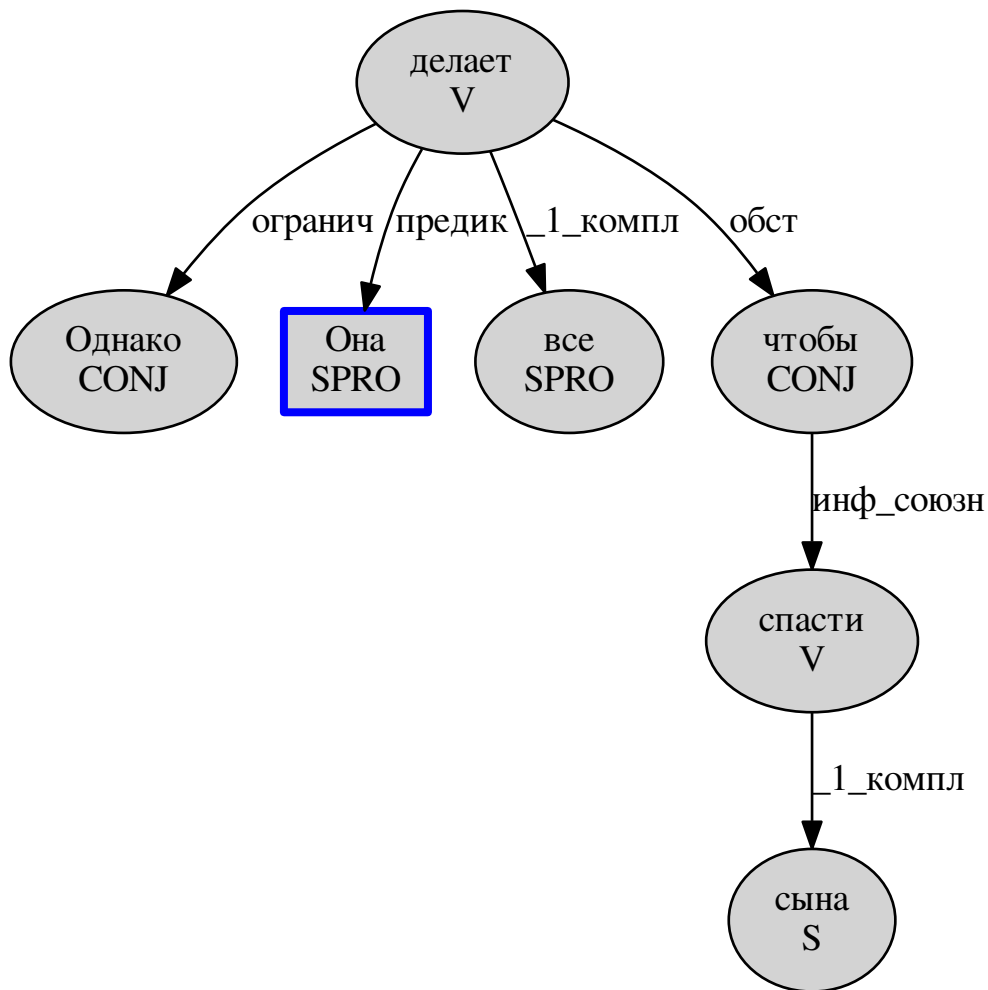 делает
V
огранич
предик
_1_компл
обст
Однако
CONJ
Она
SPRO
все
SPRO
чтобы
CONJ
инф_союзн
спасти
V
_1_компл
сына
S